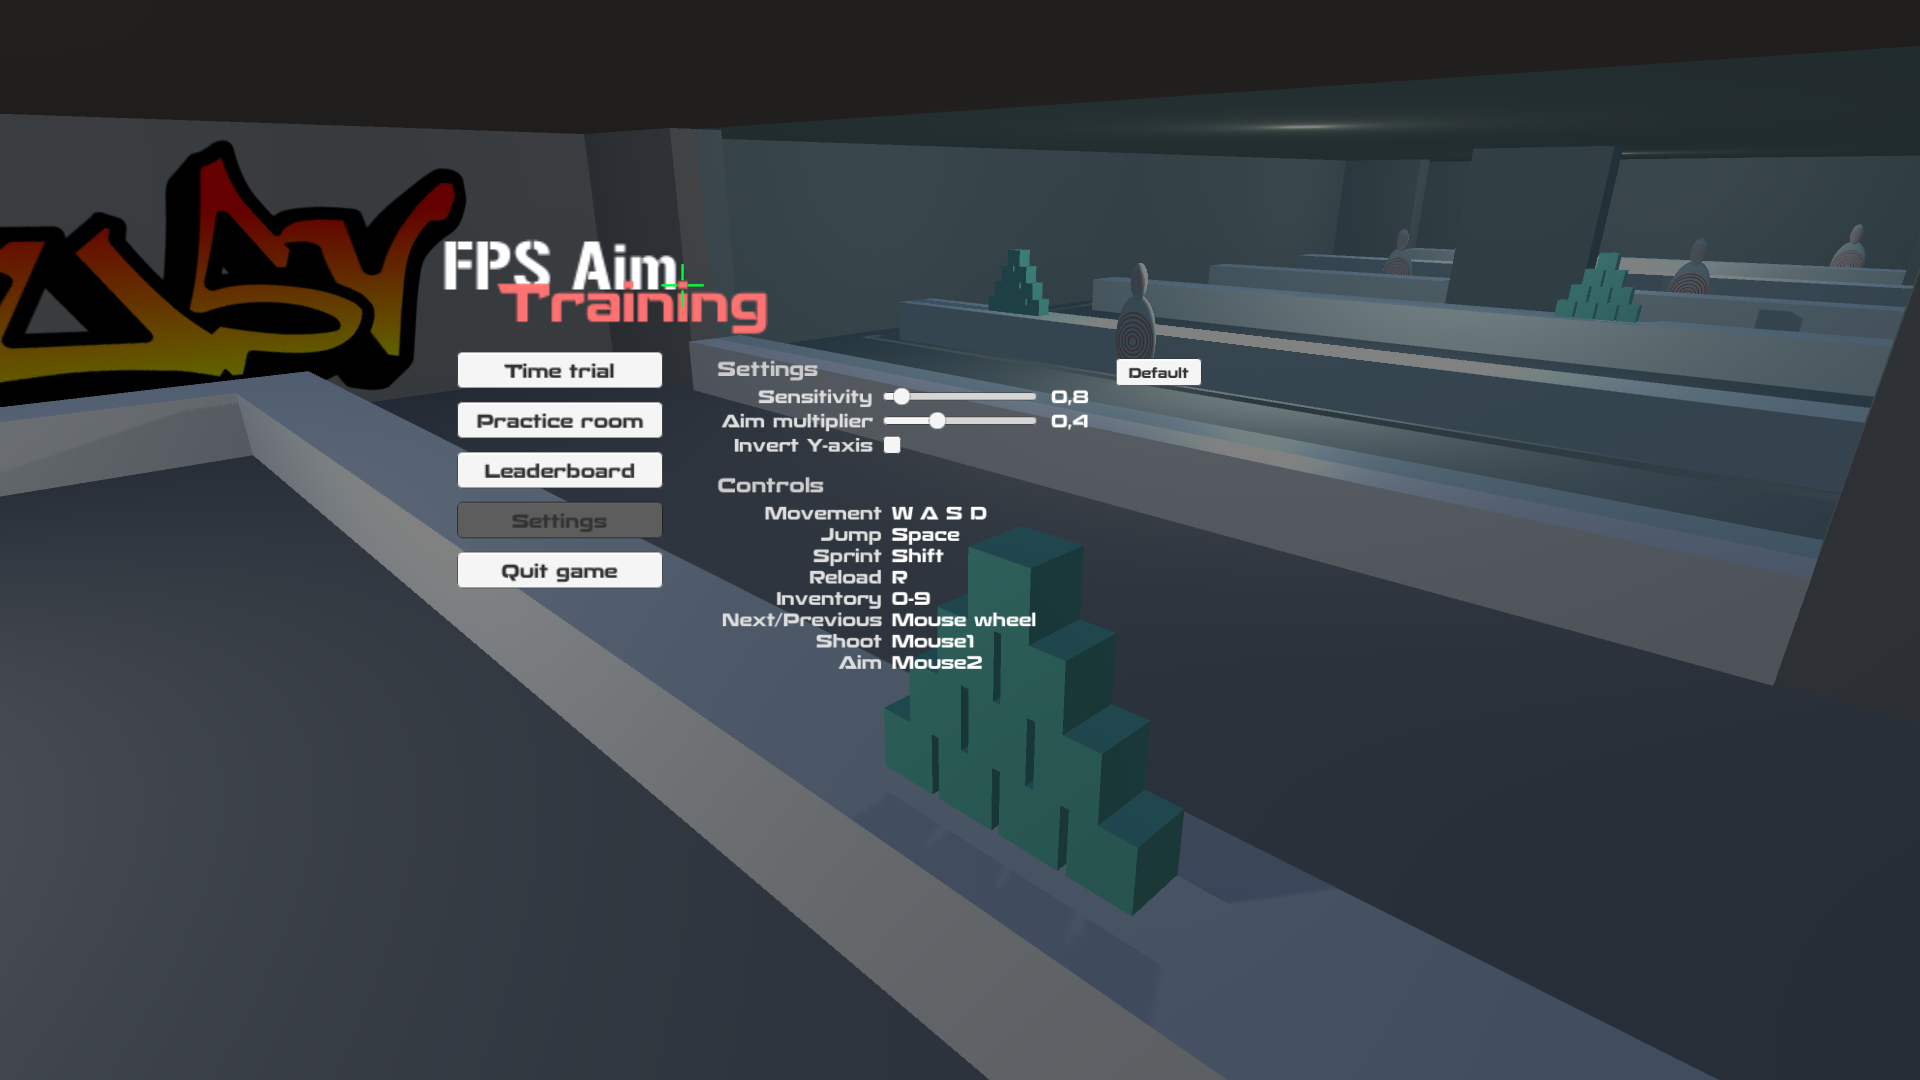 FPS Aim
Training
Time trial
Practice room
Leaderboard
Settings
Quit game
Settings
Default
Sensitivity 0,8
Aim multiplier 0,4
Invert Y-axis
Controls
Movement W A S D
Jump Space
Sprint Shift
Reload R
Inventory 0-9
Next/Previous Mouse wheel
Shoot Mouse1
Aim Mouse2